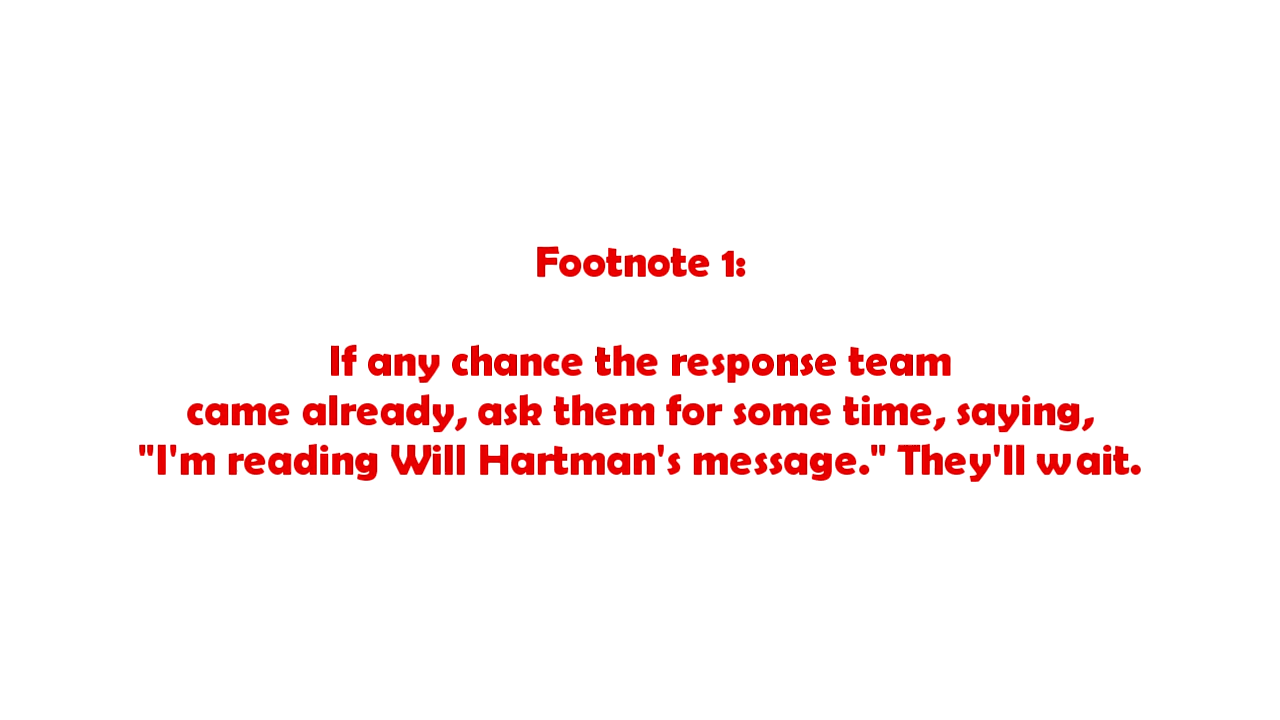 Footnote 1:
If any chance the response team
came already, ask them for some time, saying,
"I'm reading Will Hartman's message." They'll wait.